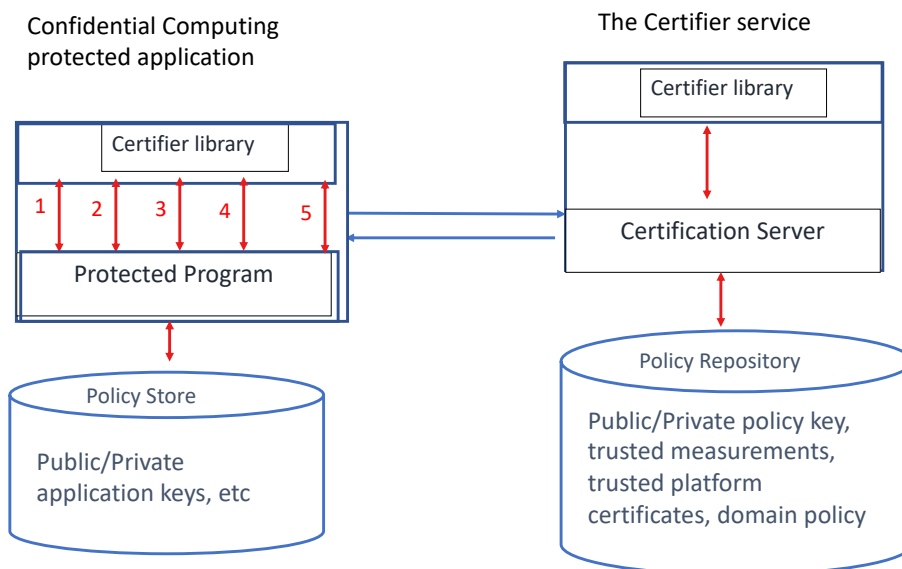 Confidential Computing
protected application
The Certifier service
Certifier library
1
2
3
4
5
Protected Program
Policy Store
Public/Private
application keys, etc
Certifier library
Certification Server
Policy Repository
Public/Private policy key,
trusted measurements,
trusted platform
certificates, domain policy